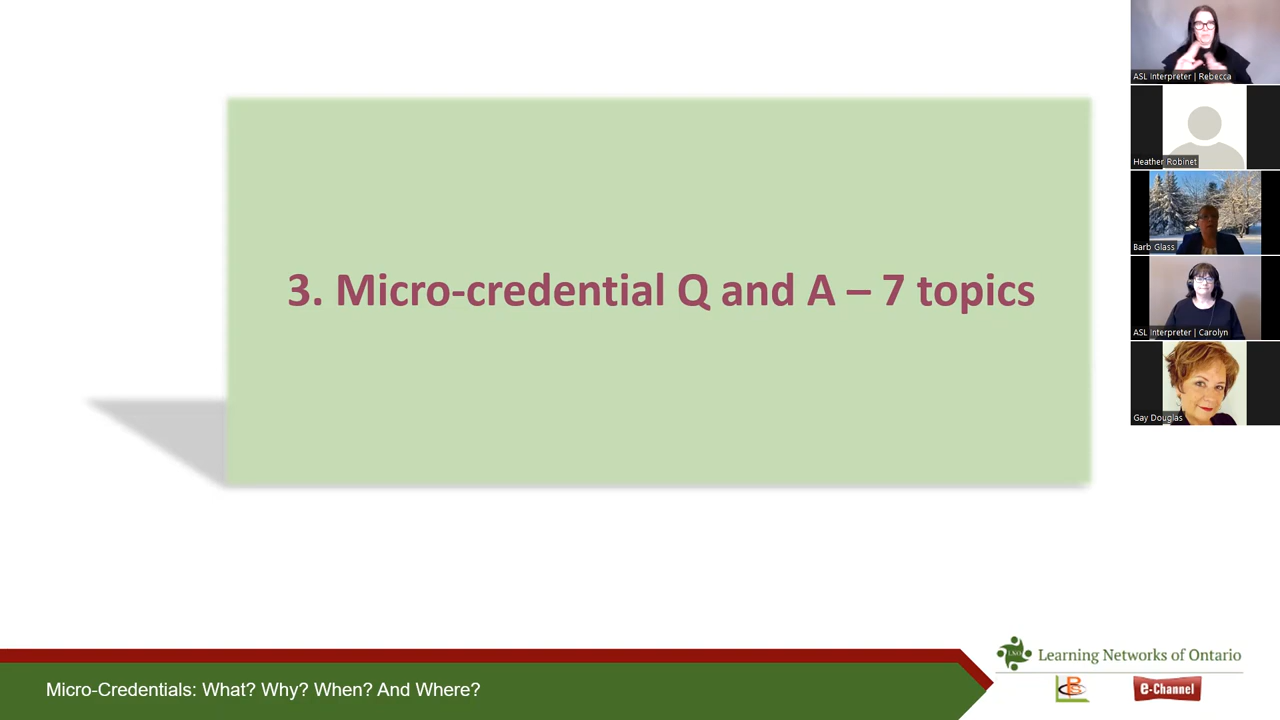 3. Micro-credential Q and A – 7 topics
ASL Interpreter | Rebecca
Heather Robinet
Barb Glass
ASL Interpreter | Carolyn
Gay Douglas
Micro-Credentials: What? Why? When? And Where?
LNO
Learning Networks of Ontario
e-Channel